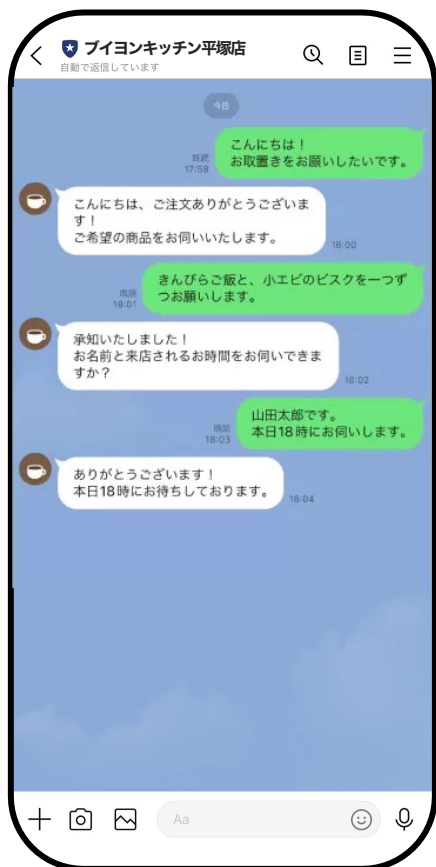 ブイヨンキッチン平塚店
自動で返信しています
今日
こんにちは！
お取置きをお願いしたいです。
既読
17:59
こんにちは、ご注文ありがとうございま
す！
ご希望の商品をお伺いいたします。
18:00
きんぴらご飯と、小エビのビスクを一つず
つお願いします。
既読
18:01
承知いたしました！
お名前と来店されるお時間をお伺いできま
すか？
18:02
山田太郎です。
本日18時にお伺いします。
既読
18:03
ありがとうございます！
本日18時にお待ちしております。
18:04
Aa